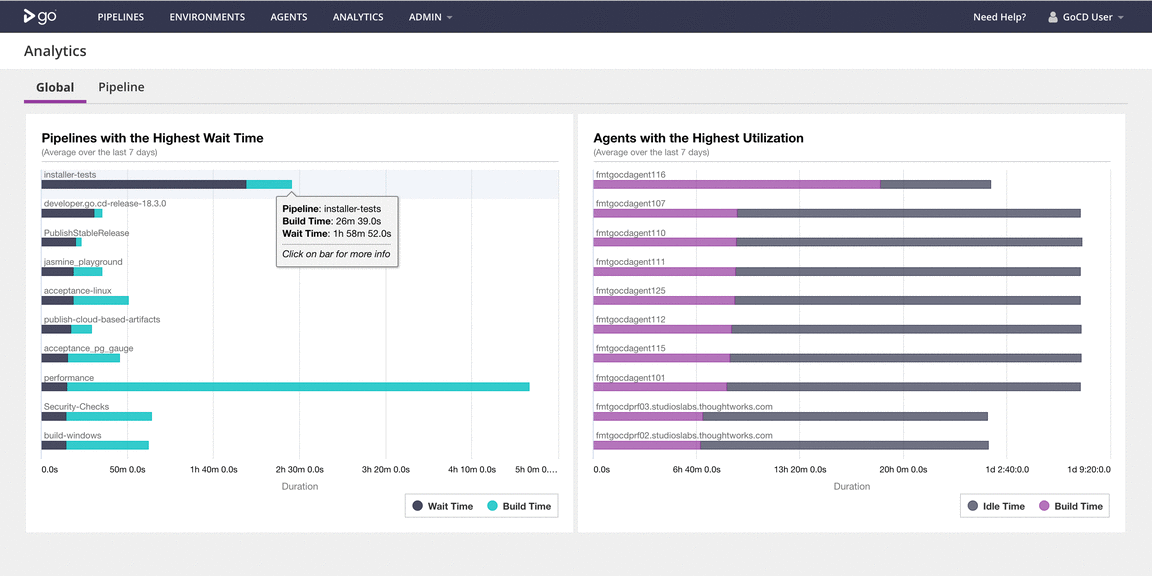 go PIPELINES ENVIRONMENTS AGENTS ANALYTICS ADMIN Need Help? GoCD User
Analytics
Global Pipeline
Pipelines with the Highest Wait Time
(Average over the last 7 days)
installer-tests
developer.go.cd-release-18.3.0
PublishStableRelease
jasmine_playground
acceptance-linux
publish-cloud-based-artifacts
acceptance_pg_gauge
performance
Security-Checks
build-windows
Pipeline: installer-tests
Build Time: 26m 39.0s
Wait Time: 1h 58m 52.0s
Click on bar for more info
0.0s 50m 0.0s 1h 40m 0.0s 2h 30m 0.0s 3h 20m 0.0s 4h 10m 0.0s 5h 0m 0....
Duration
Wait Time Build Time
Agents with the Highest Utilization
(Average over the last 7 days)
fmtgocdagent116
fmtgocdagent107
fmtgocdagent110
fmtgocdagent111
fmtgocdagent125
fmtgocdagent112
fmtgocdagent115
fmtgocdagent101
fmtgocdprf03.studioslabs.thoughtworks.com
fmtgocdprf02.studioslabs.thoughtworks.com
0.0s 6h 40m 0.0s 13h 20m 0.0s 20h 0m 0.0s 1d 2:40:0.0 1d 9:20:0.0
Duration
Idle Time Build Time